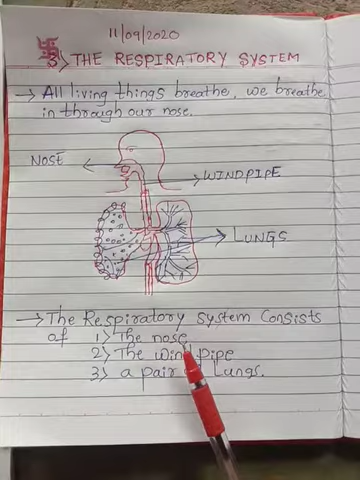 11/09/2020
3) THE RESPIRATORY SYSTEM
→ All living things breathe, we breathe
in through our nose.
NOSE
WINDPIPE
LUNGS
→ The Respiratory System Consists
of 1) The nose
2) The windpipe
3) a pair of Lungs.